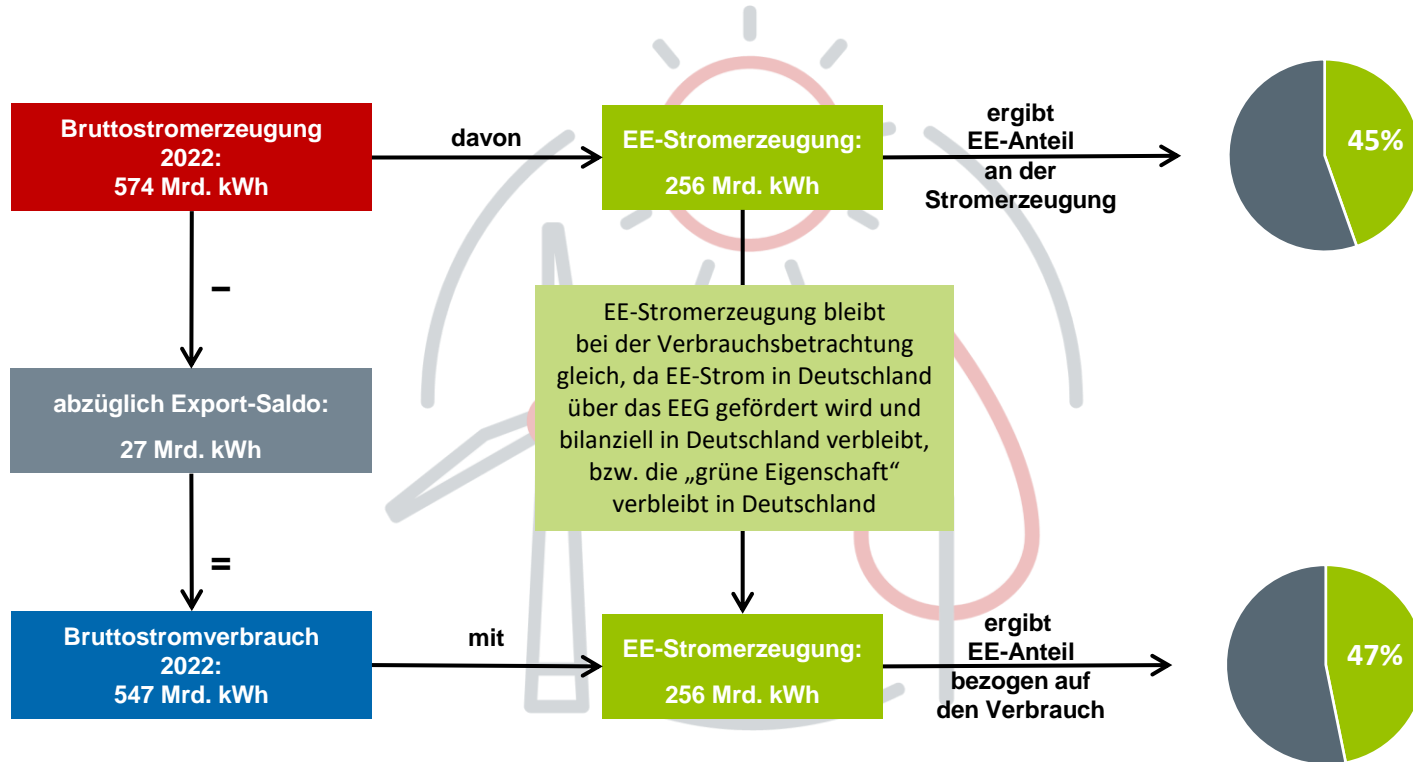 Bruttostromerzeugung
2022:
574 Mrd. kWh
davon
EE-Stromerzeugung:
256 Mrd. kWh
ergibt
EE-Anteil
an der
Stromerzeugung
45%
–
EE-Stromerzeugung bleibt
bei der Verbrauchsbetrachtung
gleich, da EE-Strom in Deutschland
über das EEG gefördert wird und
bilanziell in Deutschland verbleibt,
bzw. die „grüne Eigenschaft“
verbleibt in Deutschland
abzüglich Export-Saldo:
27 Mrd. kWh
=
Bruttostromverbrauch
2022:
547 Mrd. kWh
mit
EE-Stromerzeugung:
256 Mrd. kWh
ergibt
EE-Anteil
bezogen auf
den Verbrauch
47%